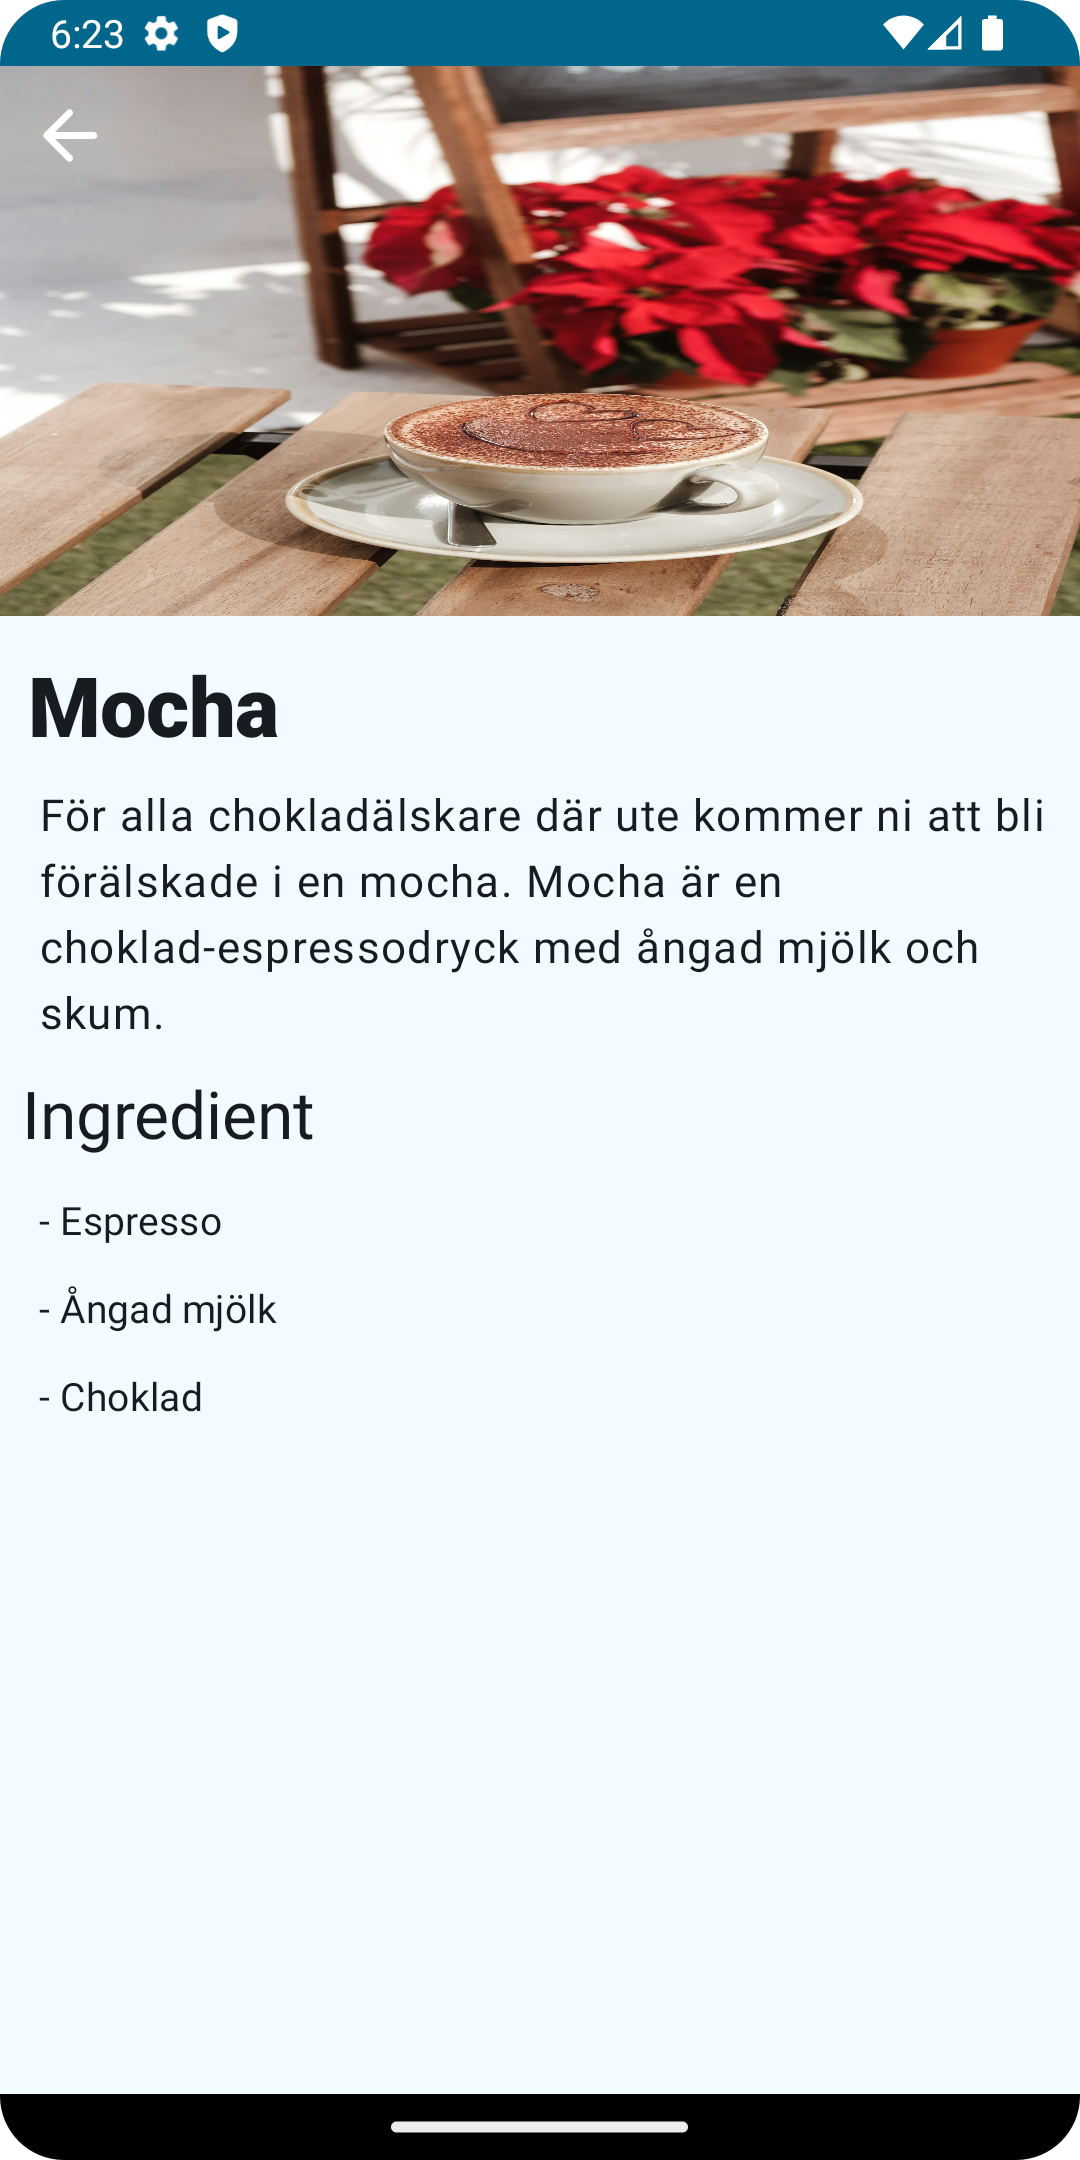 6:23
Mocha
För alla chokladälskare där ute kommer ni att bli
förälskade i en mocha. Mocha är en
choklad-espressodryck med ångad mjölk och
skum.
Ingredient
- Espresso
- Ångad mjölk
- Choklad